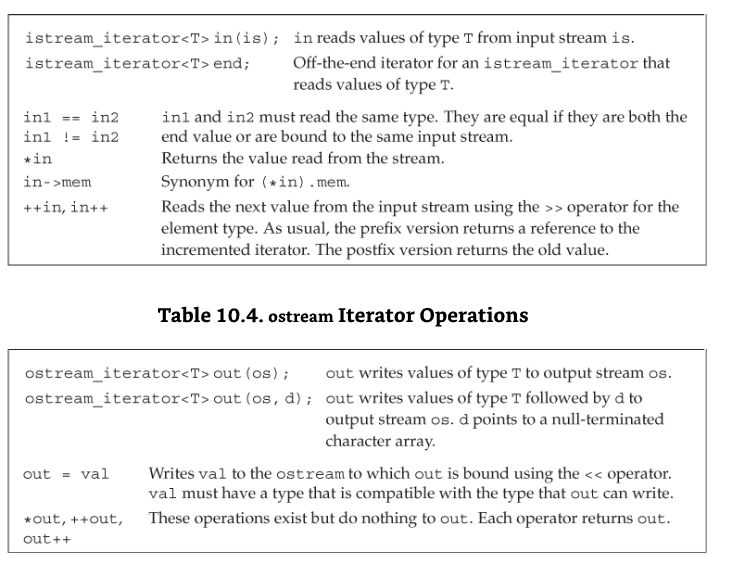 istream_iterator<T> in(is); in reads values of type T from input stream is.
istream_iterator<T> end; Off-the-end iterator for an istream_iterator that
reads values of type T.
in1 == in2 in1 and in2 must read the same type. They are equal if they are both the
in1 != in2 end value or are bound to the same input stream.
*in Returns the value read from the stream.
in->mem Synonym for (*in).mem.
++in, in++ Reads the next value from the input stream using the >> operator for the
element type. As usual, the prefix version returns a reference to the
incremented iterator. The postfix version returns the old value.
Table 10.4. ostream Iterator Operations
ostream_iterator<T> out(os); out writes values of type T to output stream os.
ostream_iterator<T> out(os, d); out writes values of type T followed by d to
output stream os. d points to a null-terminated
character array.
out = val Writes val to the ostream to which out is bound using the << operator.
val must have a type that is compatible with the type that out can write.
*out, ++out, These operations exist but do nothing to out. Each operator returns out.
out++